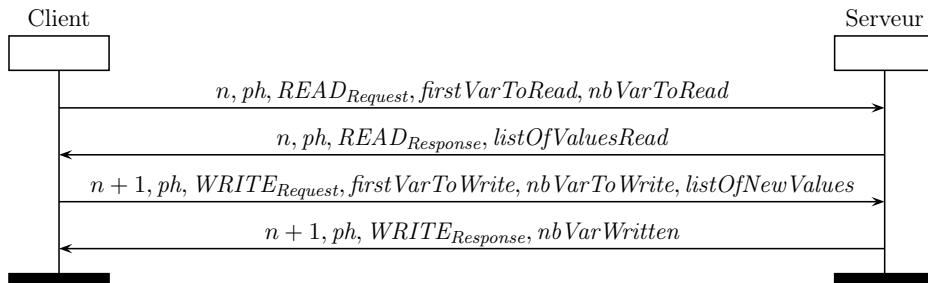 Client Serveur
n, ph, READ_Request, firstVarToRead, nbVarToRead
n, ph, READ_Response, listOfValuesRead
n + 1, ph, WRITE_Request, firstVarToWrite, nbVarToWrite, listOfNewValues
n + 1, ph, WRITE_Response, nbVarWritten